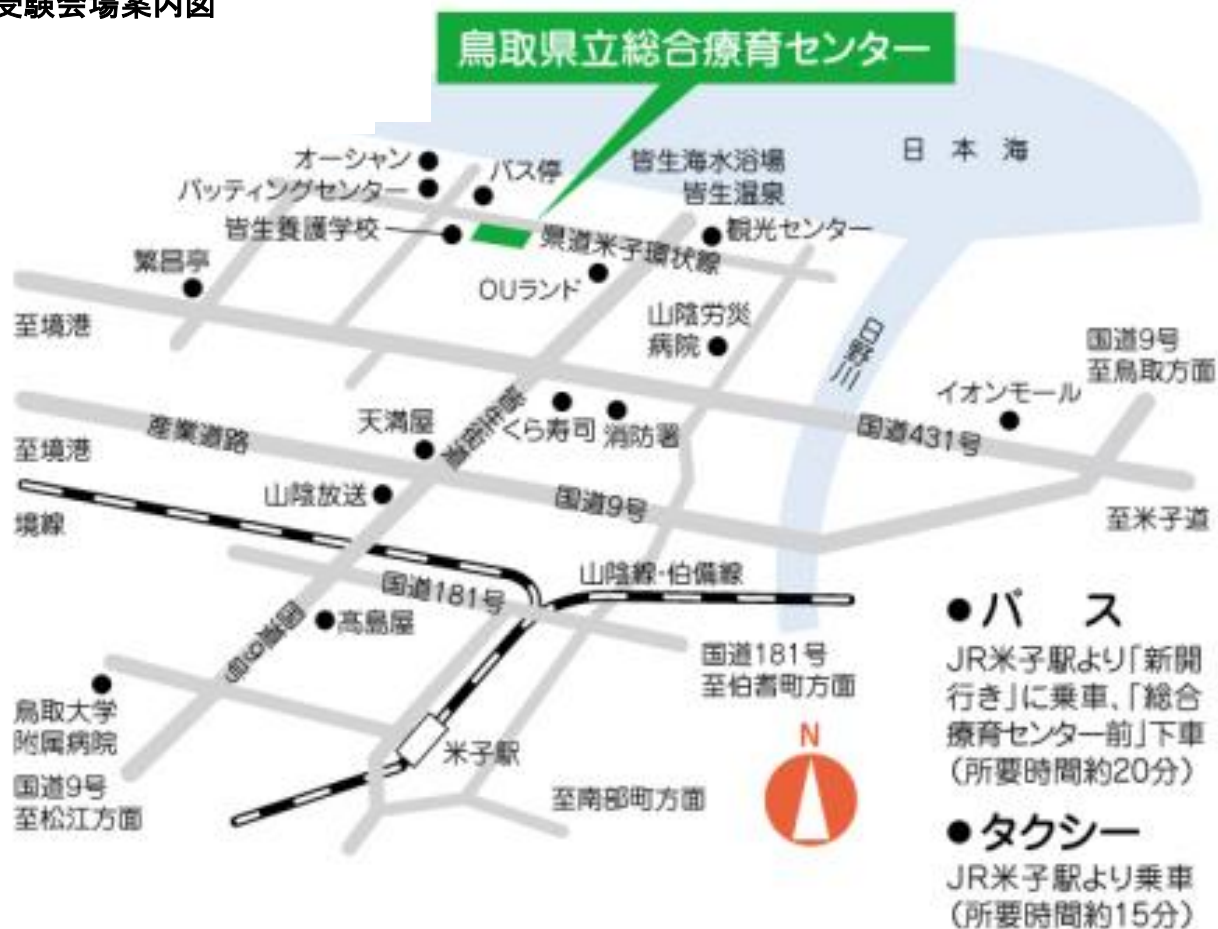 受験会場案内図
鳥取県立総合療育センター
日本海
オーシャン
バス停
皆生海水浴場
皆生温泉
バッティングセンター
皆生養護学校
県道米子環状線
観光センター
繁昌亭
OUランド
至境港
山陰労災
病院
日野川
国道9号
至鳥取方面
イオンモール
天満屋
皆生街道
くら寿司
消防署
産業道路
国道431号
至境港
山陰放送
国道9号
至米子道
境線
国道181号
山陰線・伯備線
高島屋
国道9号
国道181号
至伯耆町方面
鳥取大学
附属病院
米子駅
国道9号
至松江方面
至南部町方面
N
●バス
JR米子駅より「新開
行き」に乗車、「総合
療育センター前」下車
(所要時間約20分)
●タクシー
JR米子駅より乗車
(所要時間約15分)